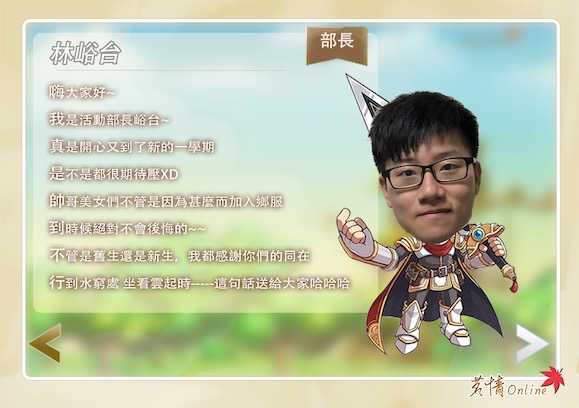 林峪台
部長
嗨大家好~
我是活動部長峪台~
真是開心又到了新的一學期
是不是都很期待壓XD
帥哥美女們不管是因為甚麼而加入鄉服
到時候絕對不會後悔的~~
不管是舊生還是新生，我都感謝你們的同在
行到水窮處 坐看雲起時-----這句話送給大家哈哈哈
茗情Online